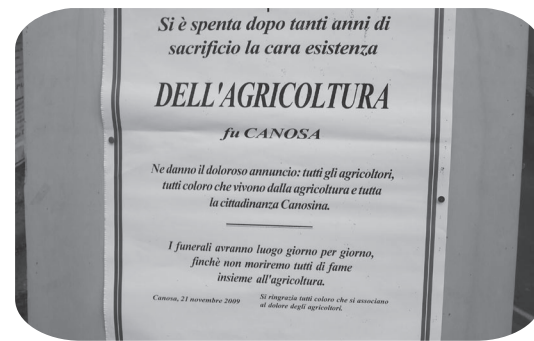 Si è spenta dopo tanti anni di
sacrificio la cara esistenza
DELL'AGRICOLTURA
fu CANOSA
Ne danno il doloroso annuncio: tutti gli agricoltori,
tutti coloro che vivono dalla agricoltura e tutta
la cittadinanza Canosina.
I funerali avranno luogo giorno per giorno,
finchè non moriremo tutti di fame
insieme all'agricoltura.
Canosa, 21 novembre 2009
Si ringrazia tutti coloro che si associano
al dolore degli agricoltori.